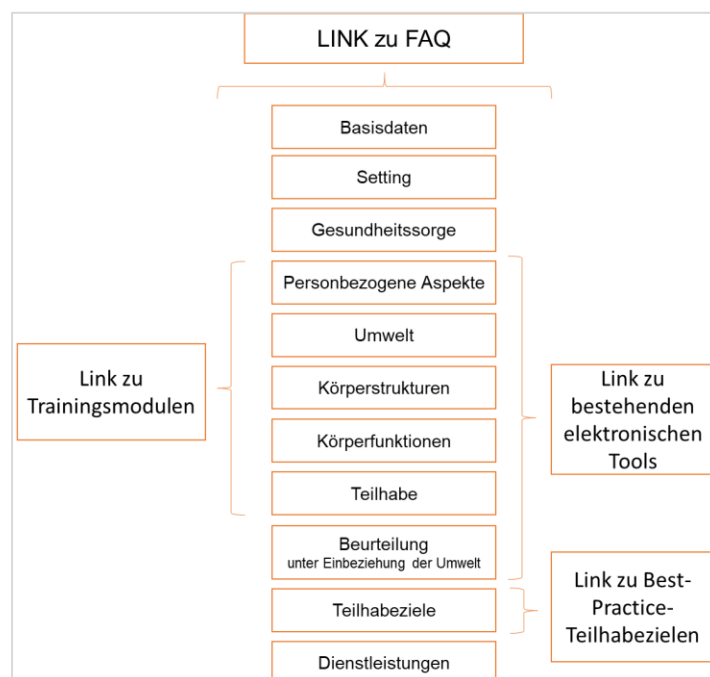 LINK zu FAQ
Basisdaten
Setting
Gesundheitssorge
Personbezogene Aspekte
Umwelt
Link zu
Trainingsmodulen
Körperstrukturen
Körperfunktionen
Link zu
bestehenden
elektronischen
Tools
Teilhabe
Beurteilung
unter Einbeziehung der Umwelt
Teilhabeziele
Link zu Best-
Practice-
Teilhabezielen
Dienstleistungen